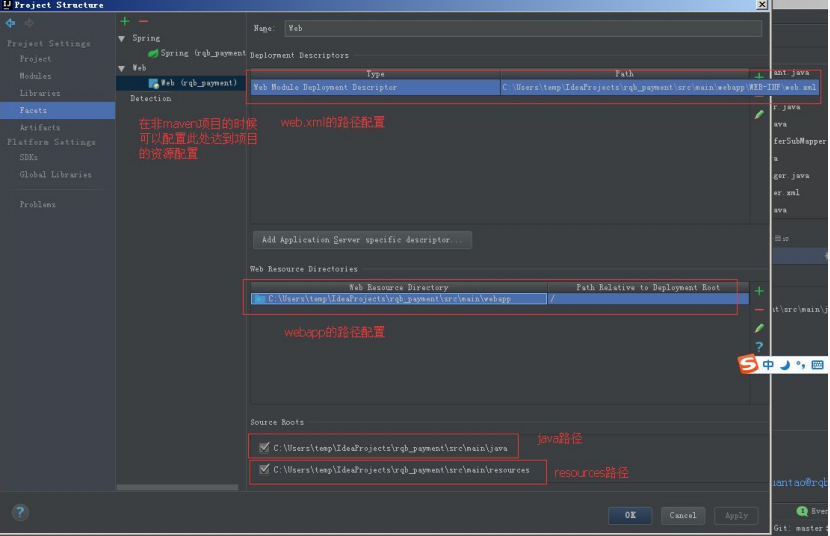 Project Structure
Project Settings
Project
Modules
Libraries
Facets
Artifacts
Platform Settings
SDKs
Global Libraries
Problems
Spring
Spring (rqb_payment
Web
Web (rqb_payment)
Detection
在非maven项目的时候
可以配置此处达到项目
的资源配置
Name: Web
Deployment Descriptors
Type Path
Web Module Deployment Descriptor C:\Users\temp\IdeaProjects\rqb_payment\src\main\webapp\WEB-INF\web.xml
web.xml的路径配置
Add Application Server specific descriptor...
Web Resource Directories
Web Resource Directory Path Relative to Deployment Root
C:\Users\temp\IdeaProjects\rqb_payment\src\main\webapp /
webapp的路径配置
Source Roots
C:\Users\temp\IdeaProjects\rqb_payment\src\main\java
java路径
C:\Users\temp\IdeaProjects\rqb_payment\src\main\resources
resources路径
?
OK Cancel Apply
ant.java
r.java
ava
ferSubMapper
a
ger.java
er.xml
ava
nt\src\main\j
?
S 中
uantao@rqb
1 Even
Git: master